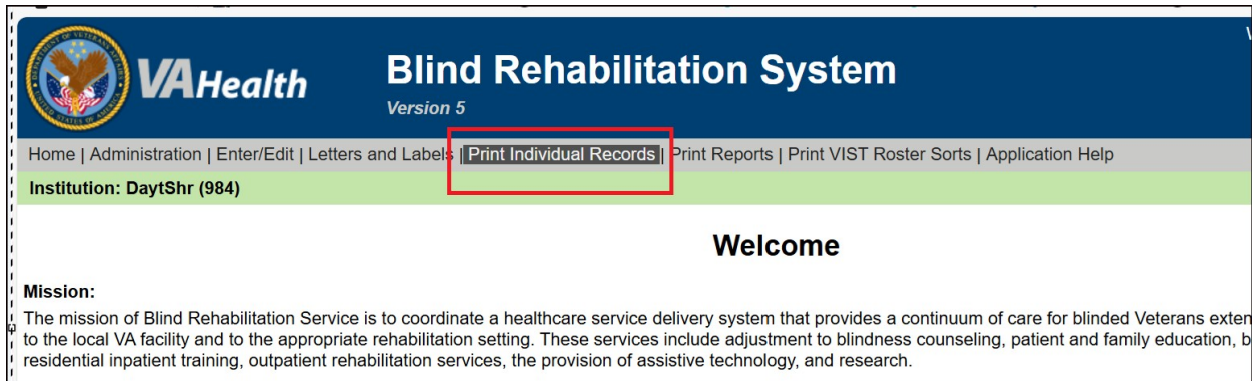 VA Health
Blind Rehabilitation System
Version 5
Home | Administration | Enter/Edit | Letters and Labels | Print Individual Records | Print Reports | Print VIST Roster Sorts | Application Help
Institution: DaytShr (984)
Welcome
Mission:
The mission of Blind Rehabilitation Service is to coordinate a healthcare service delivery system that provides a continuum of care for blinded Veterans
to the local VA facility and to the appropriate rehabilitation setting. These services include adjustment to blindness counseling, patient and family education,
residential inpatient training, outpatient rehabilitation services, the provision of assistive technology, and research.